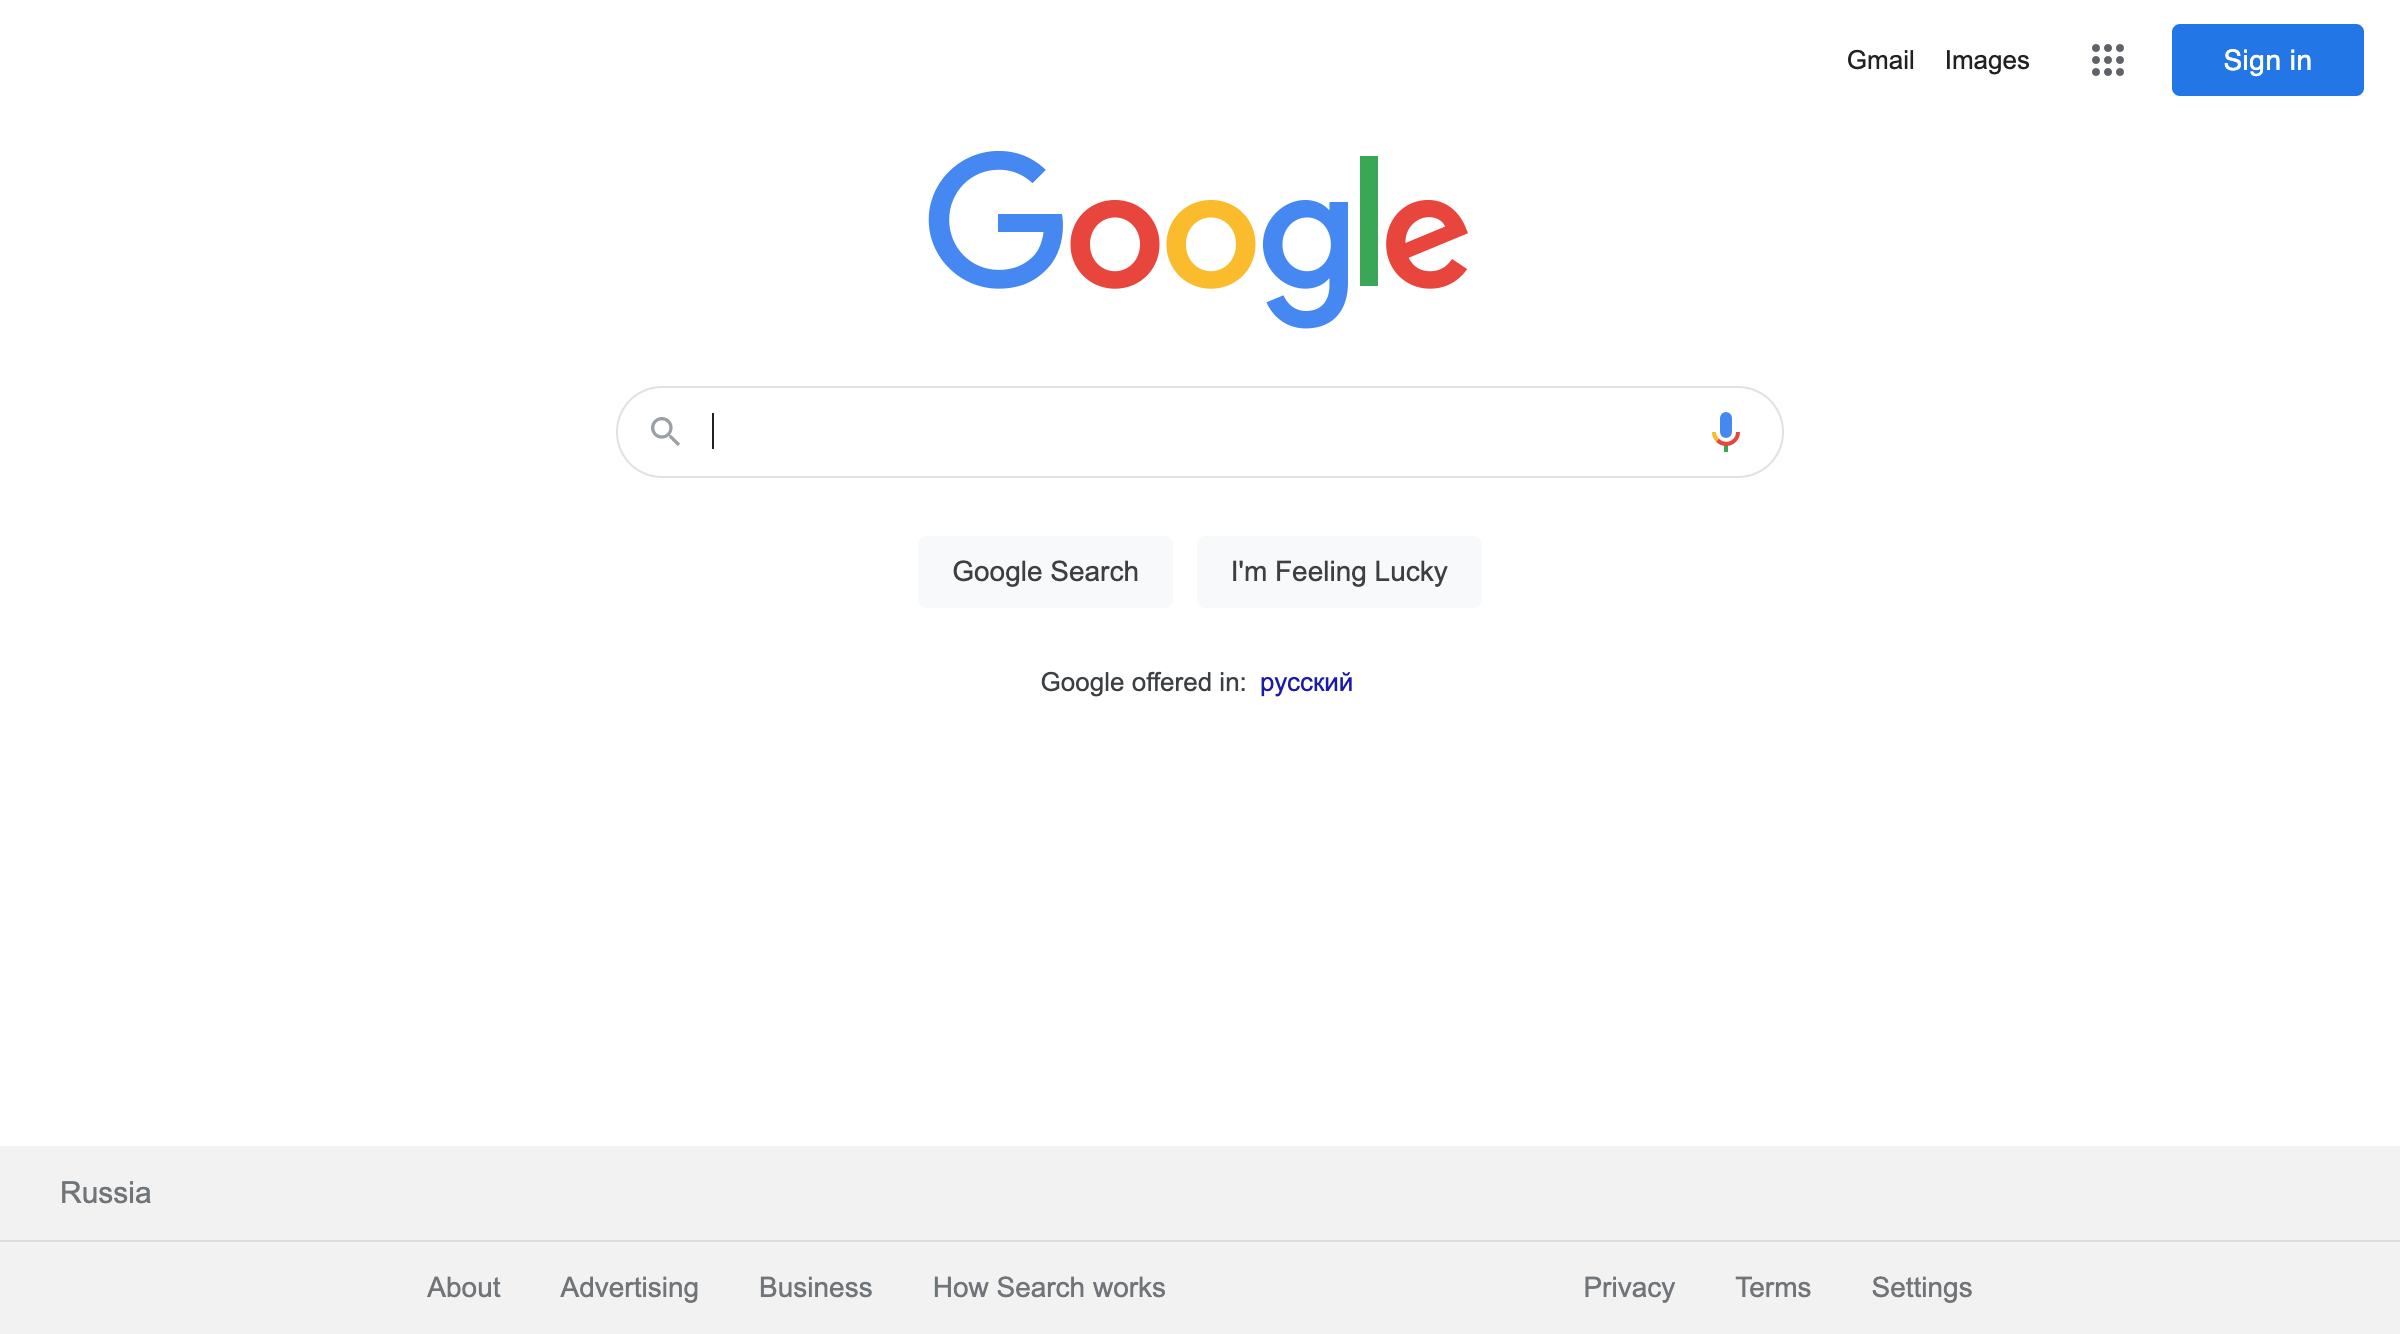 Gmail Images Sign in
Google
Google Search I'm Feeling Lucky
Google offered in: русский
Russia
About Advertising Business How Search works Privacy Terms Settings